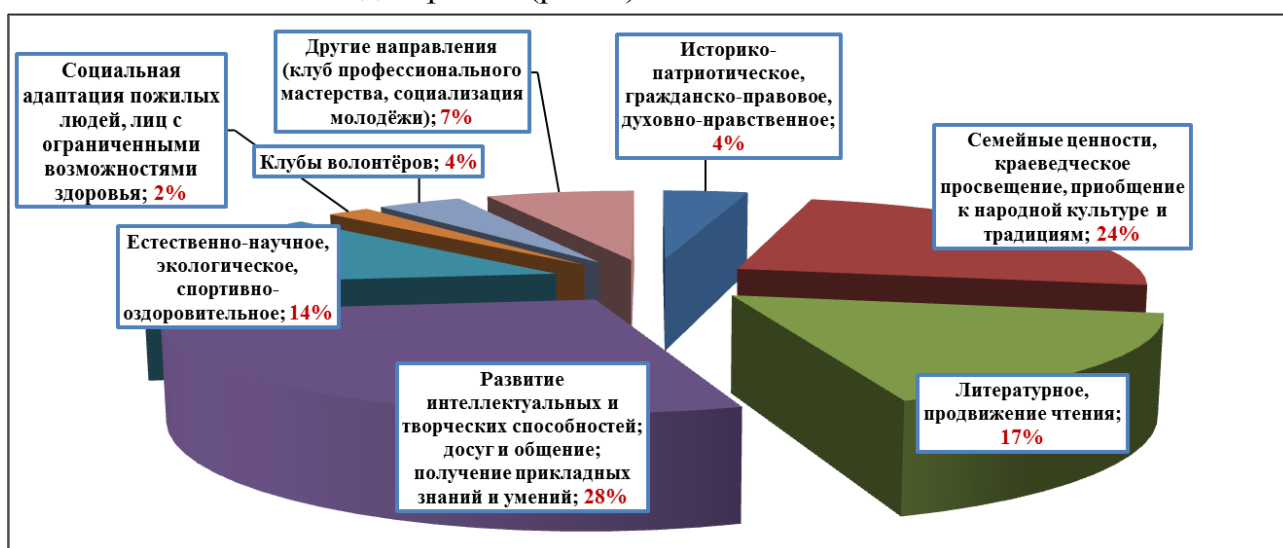 Социальная
адаптация пожилых
людей, лиц с
ограниченными
возможностями
здоровья; 2%
Другие направления
(клуб профессионального
мастерства, социализация
молодёжи); 7%
Клубы волонтёров; 4%
Историко-
патриотическое,
гражданско-правовое,
духовно-нравственное;
4%
Семейные ценности,
краеведческое
просвещение, приобщение
к народной культуре и
традициям; 24%
Естественно-научное,
экологическое,
спортивно-
оздоровительное; 14%
Развитие
интеллектуальных и
творческих способностей;
досуг и общение;
получение прикладных
знаний и умений; 28%
Литературное,
продвижение чтения;
17%